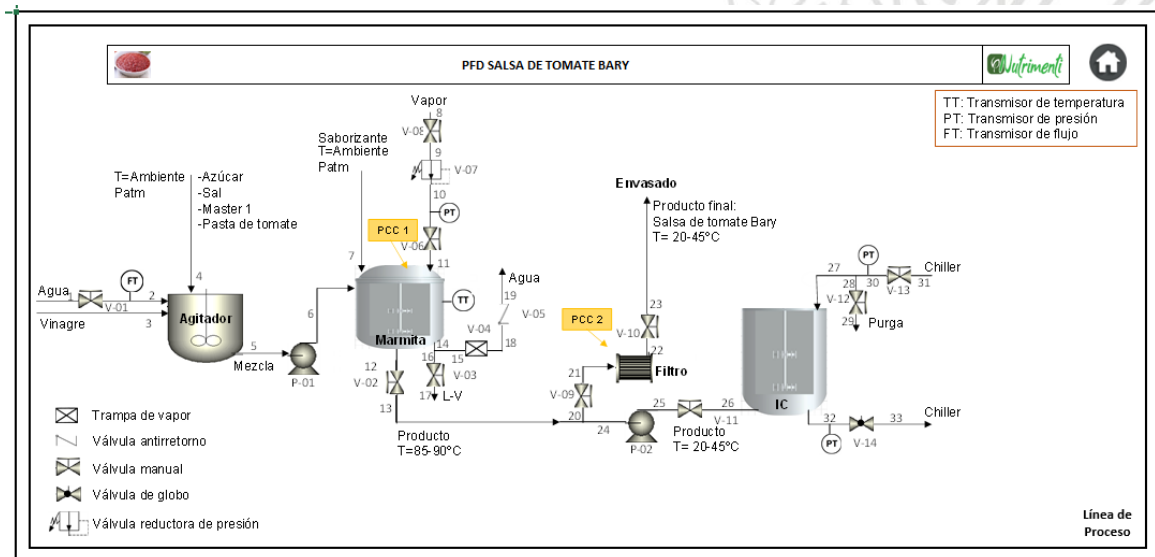 PFD SALSA DE TOMATE BARY
Nutrimenti
TT: Transmisor de temperatura
PT: Transmisor de presión
FT: Transmisor de flujo
Vapor
8
V-08
9
V-07
10
PT
V-06
11
Saborizante
T=Ambiente
Patm
7
PCC 1
T=Ambiente
Patm
-Azúcar
-Sal
-Master 1
-Pasta de tomate
4
FT
Agua
1
V-01
2
Vinagre
3
Agitador
5
Mezcla
P-01
6
Marmita
TT
Agua
19
V-05
V-04
18
14
15
16
V-03
17
L-V
12
V-02
13
Producto
T=85-90°C
Envasado
Producto final:
Salsa de tomate Bary
T= 20-45°C
23
V-10
22
PCC 2
21
Filtro
V-09
20
24
P-02
25
V-11
26
Producto
T= 20-45°C
IC
27
PT
28
30
V-13
31
Chiller
V-12
29
Purga
32
PT
V-14
33
Chiller
Trampa de vapor
Válvula antirretorno
Válvula manual
Válvula de globo
Válvula reductora de presión
Línea de
Proceso